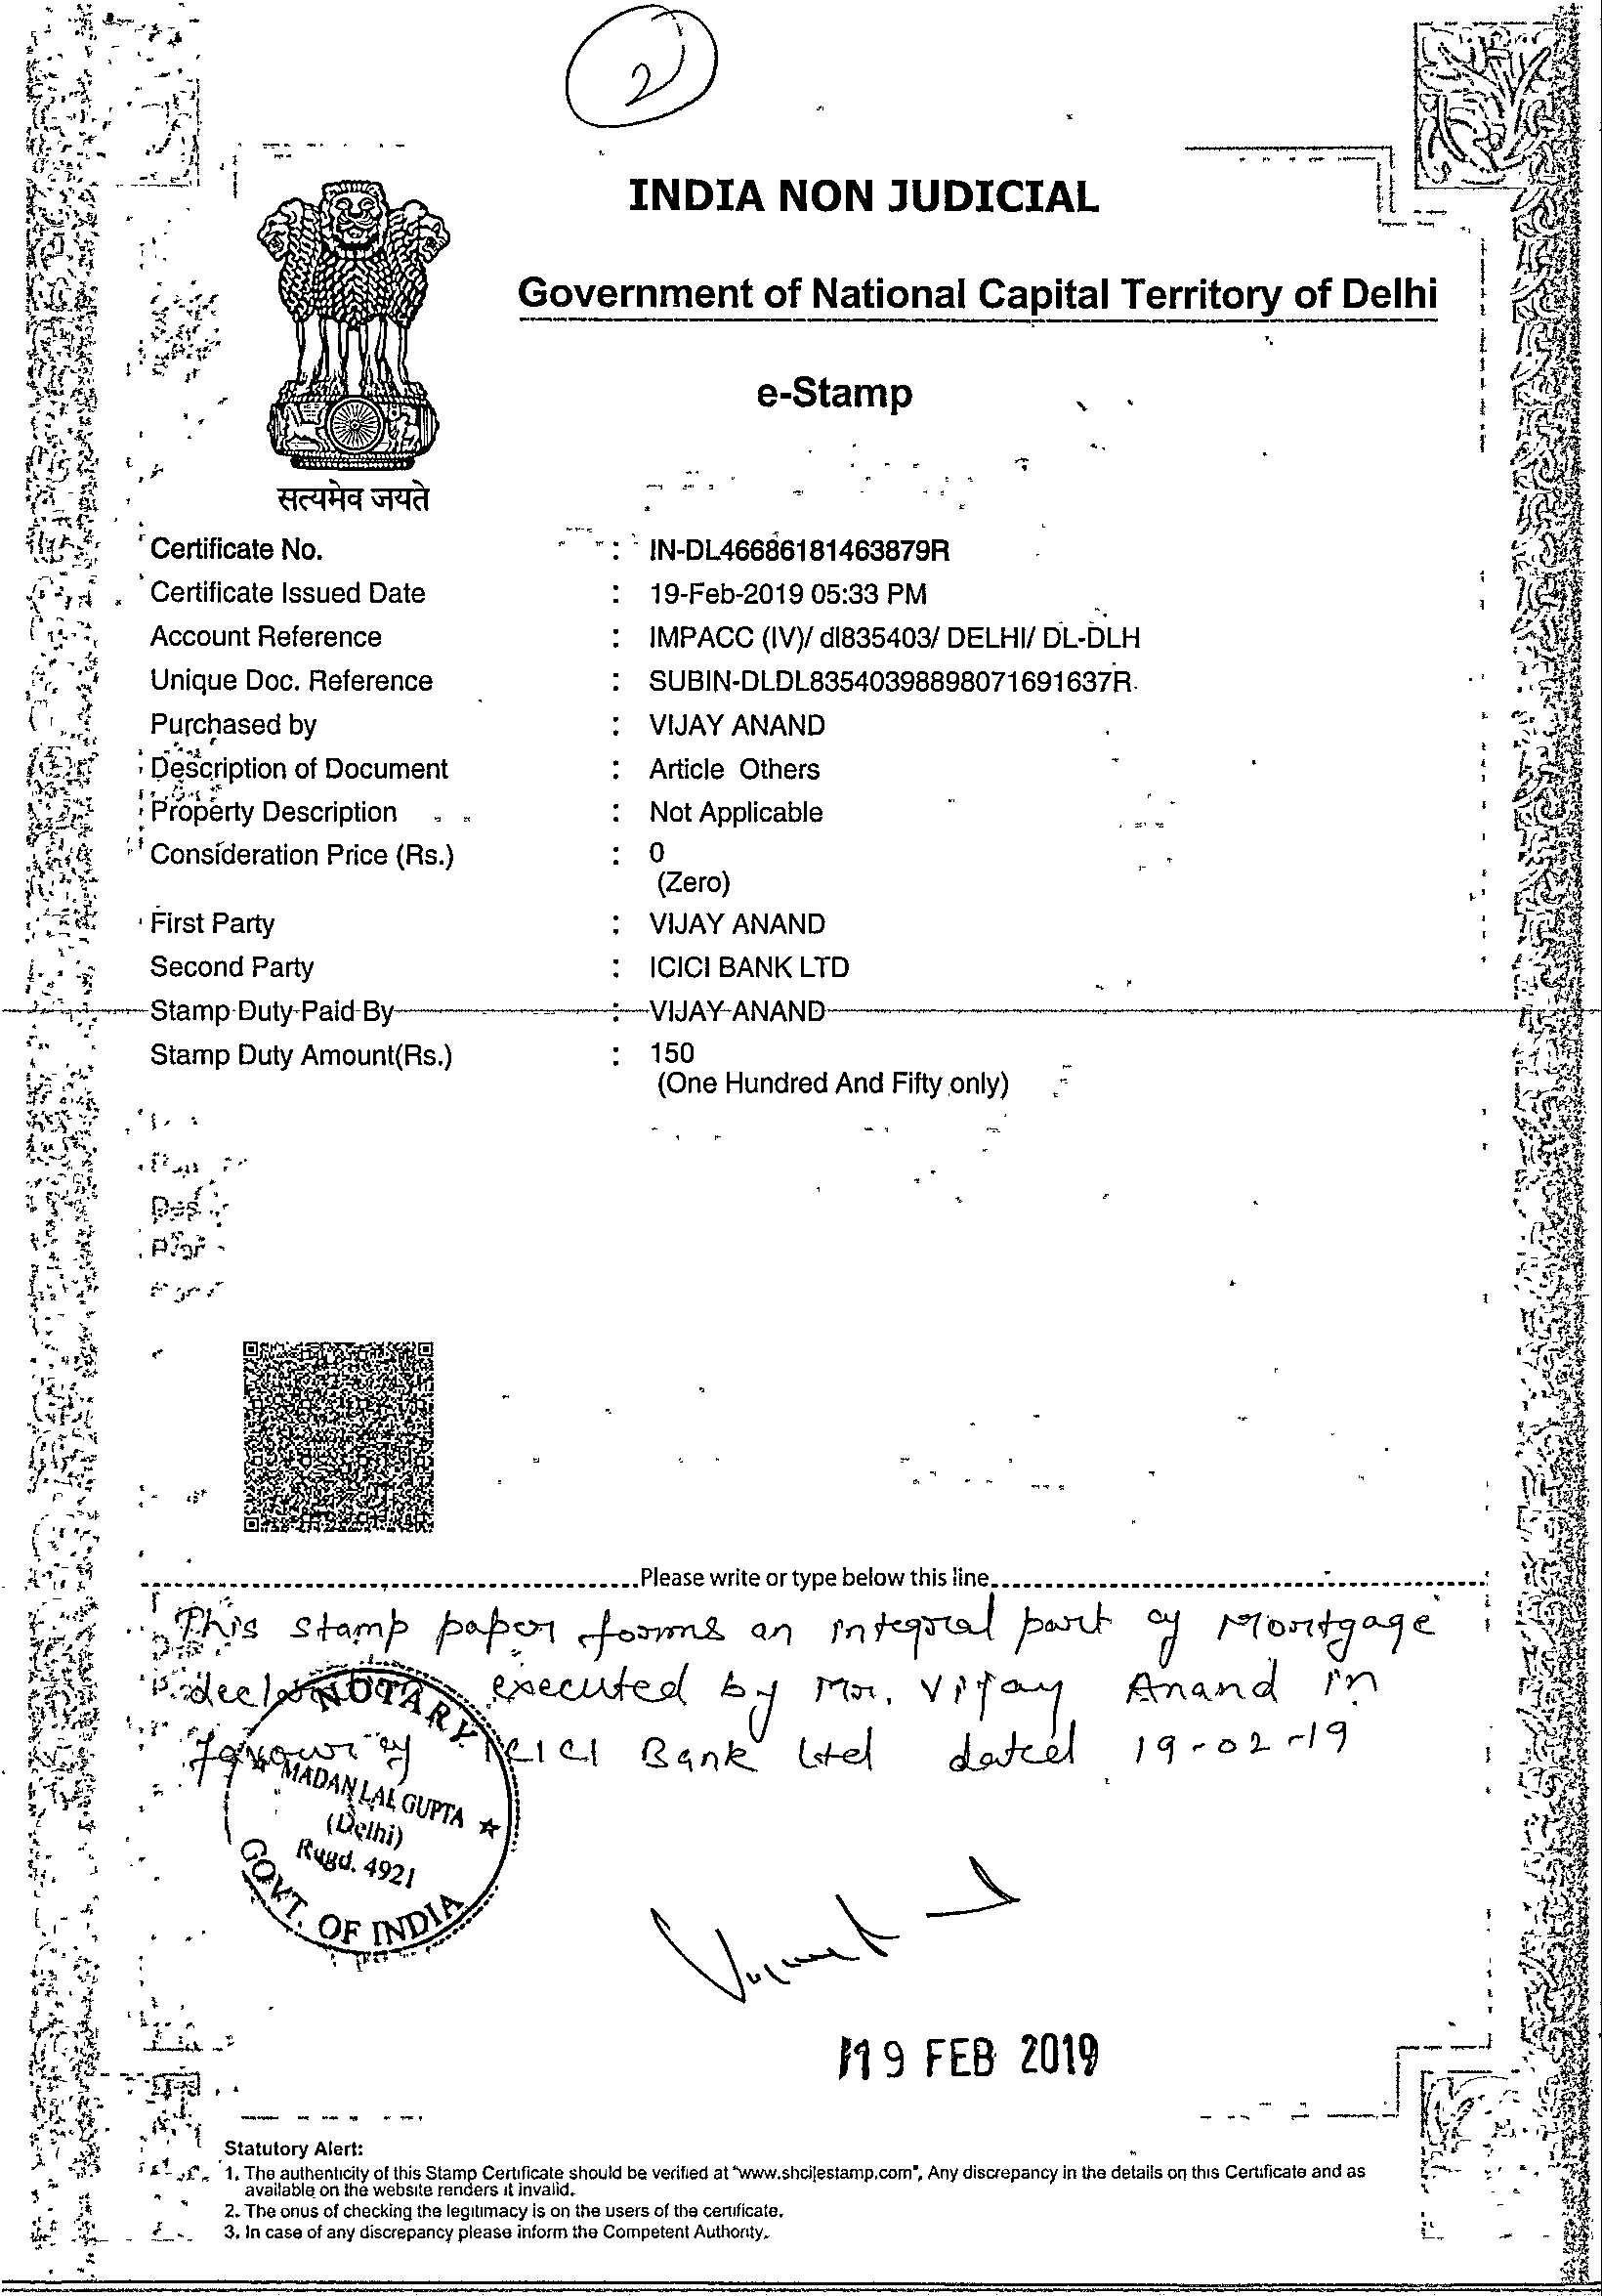 2
INDIA NON JUDICIAL
Government of National Capital Territory of Delhi
e-Stamp
सत्यमेव जयते
Certificate No. : IN-DL46686181463879R
Certificate Issued Date : 19-Feb-2019 05:33 PM
Account Reference : IMPACC (IV)/ dl835403/ DELHI/ DL-DLH
Unique Doc. Reference : SUBIN-DLDL83540398898071691637R
Purchased by : VIJAY ANAND
Description of Document : Article Others
Property Description : Not Applicable
Consideration Price (Rs.) : 0
(Zero)
First Party : VIJAY ANAND
Second Party : ICICI BANK LTD
Stamp Duty Paid By : VIJAY ANAND
Stamp Duty Amount(Rs.) : 150
(One Hundred And Fifty only)
Please write or type below this line
This stamp paper forms an integral part of Mortgage
declaration executed by Mr. Vijay Anand in
favour of ICICI Bank Ltd dated 19-02-19
NOTARY
MADAN LAL GUPTA
(Delhi)
Regd. 4921
GOVT. OF INDIA
19 FEB 2019
Statutory Alert:
1. The authenticity of this Stamp Certificate should be verified at "www.shcilestamp.com". Any discrepancy in the details on this Certificate and as
available on the website renders it invalid.
2. The onus of checking the legitimacy is on the users of the certificate.
3. In case of any discrepancy please inform the Competent Authority.